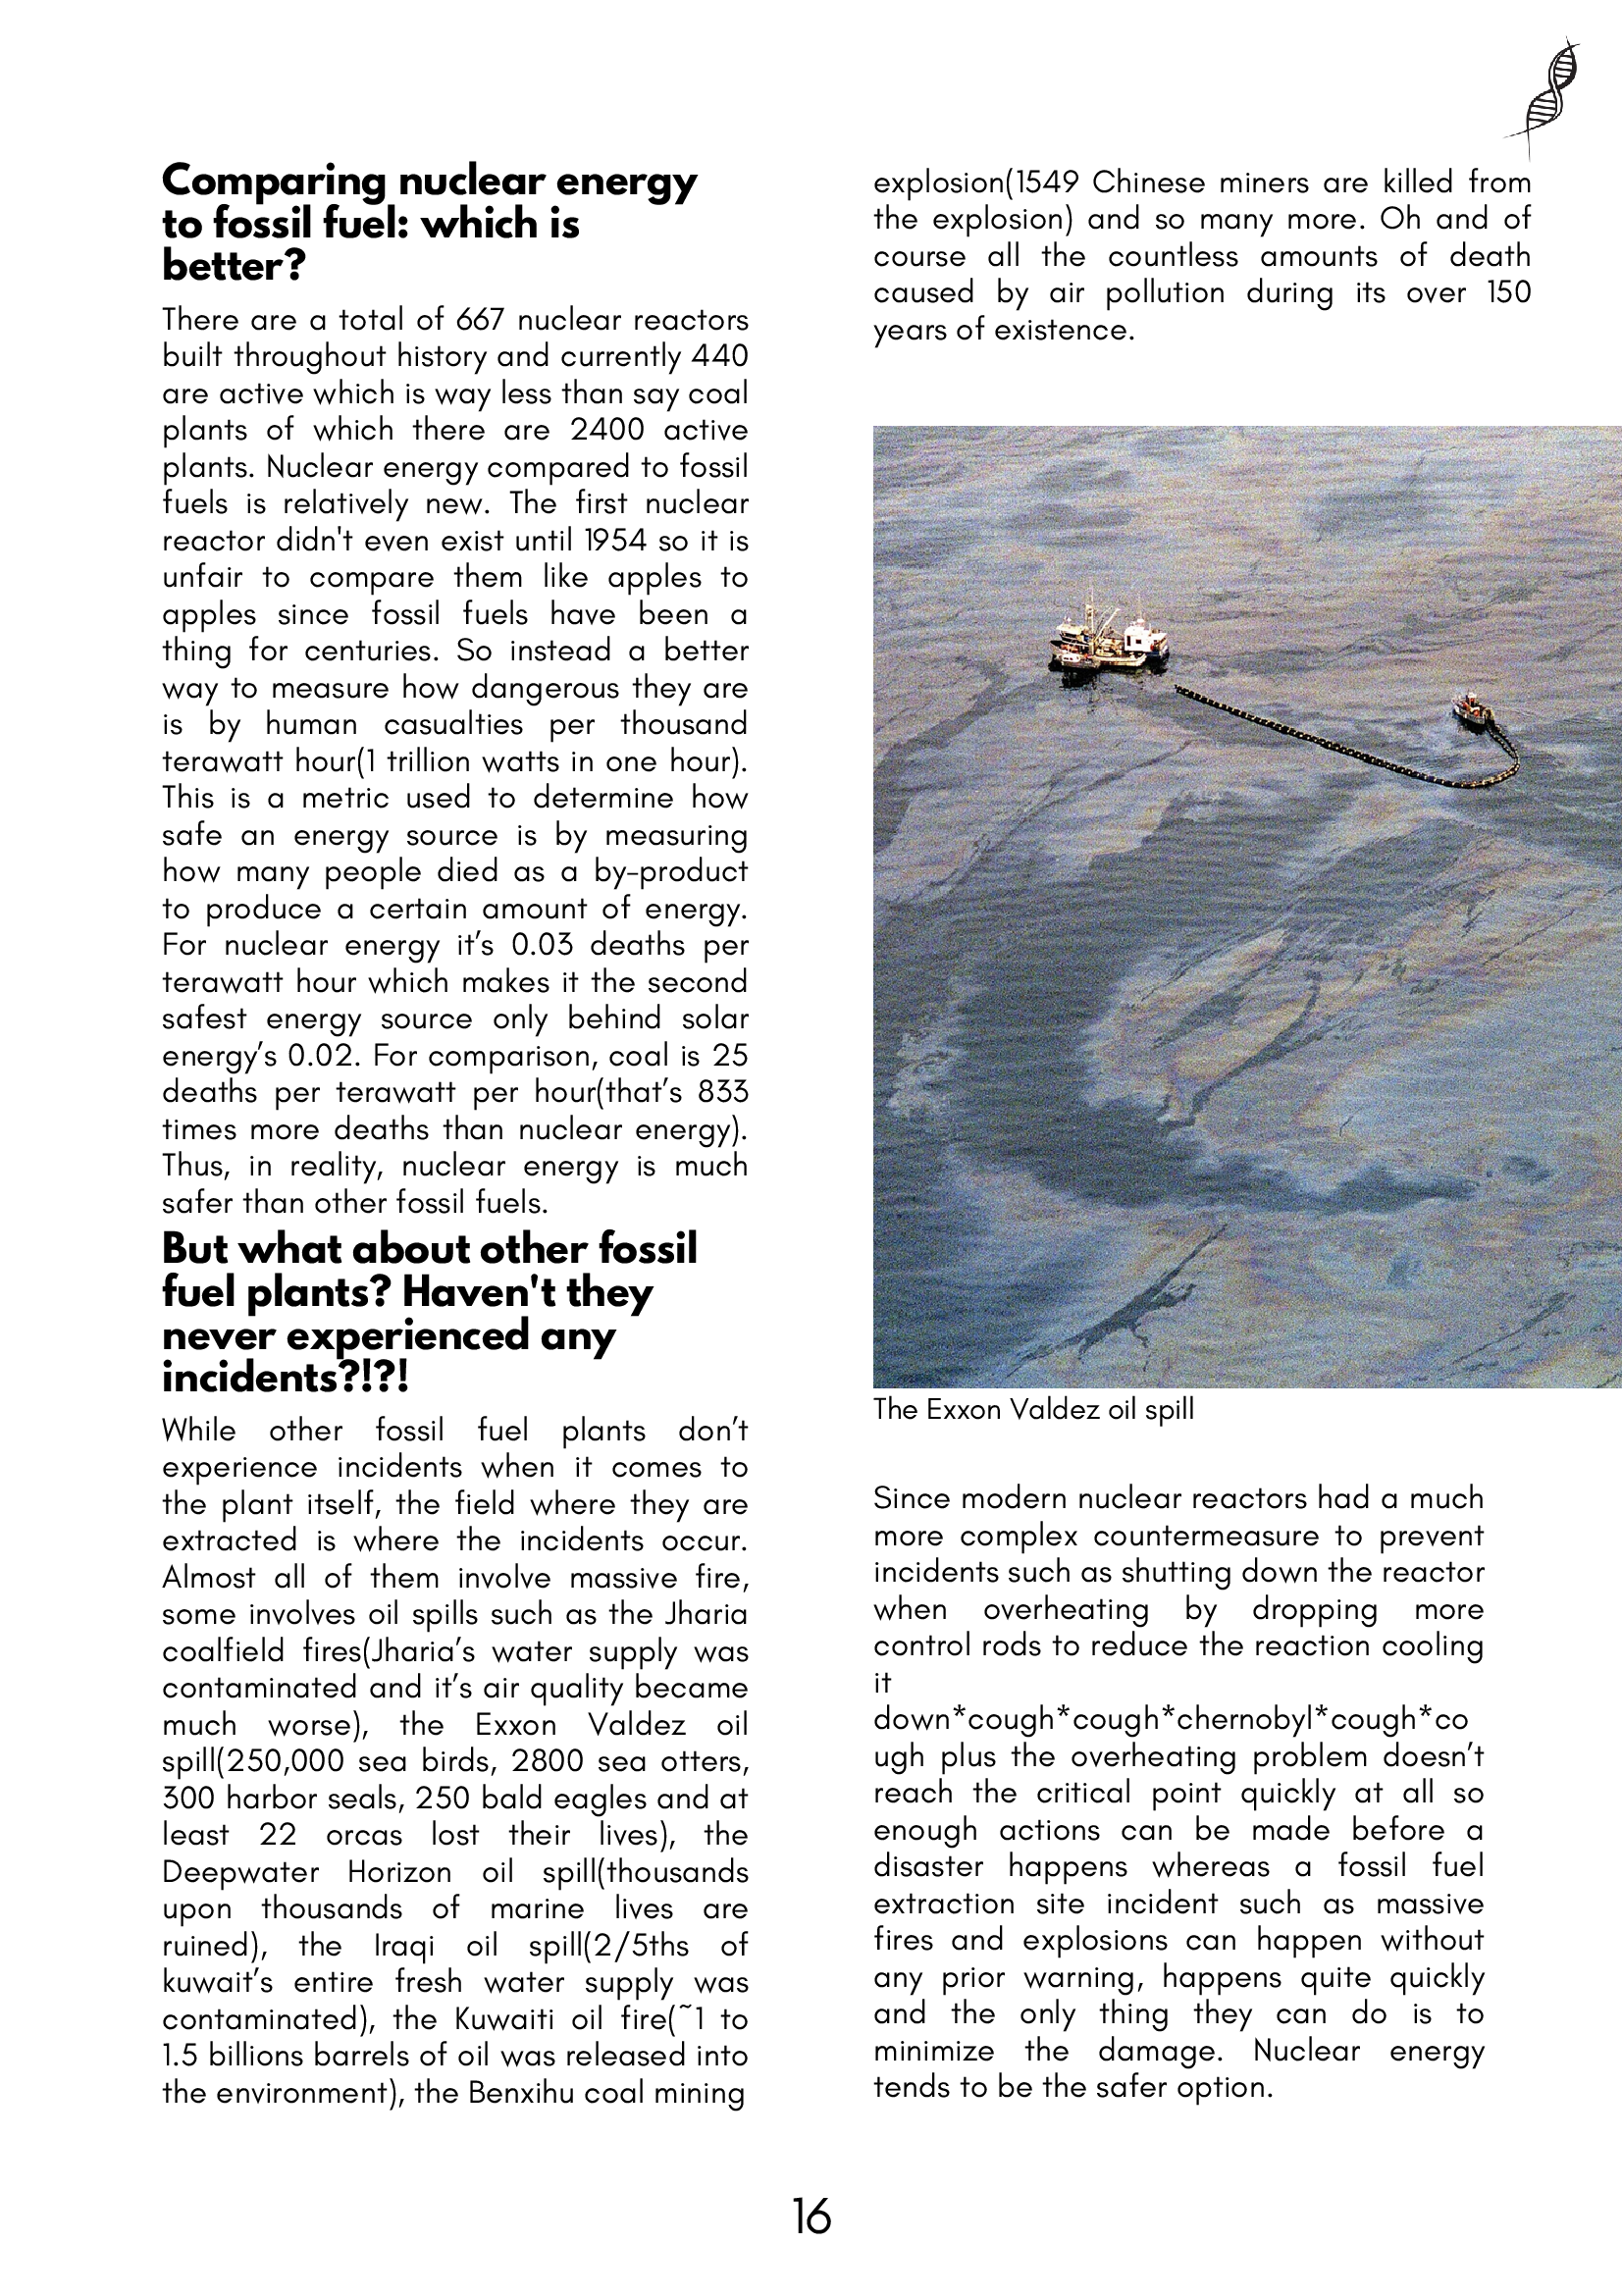 Comparing nuclear energy
to fossil fuel: which is
better?
There are a total of 667 nuclear reactors
built throughout history and currently 440
are active which is way less than say coal
plants of which there are 2400 active
plants. Nuclear energy compared to fossil
fuels is relatively new. The first nuclear
reactor didn't even exist until 1954 so it is
unfair to compare them like apples to
apples since fossil fuels have been a
thing for centuries. So instead a better
way to measure how dangerous they are
is by human casualties per thousand
terawatt hour(1 trillion watts in one hour).
This is a metric used to determine how
safe an energy source is by measuring
how many people died as a by-product
to produce a certain amount of energy.
For nuclear energy it’s 0.03 deaths per
terawatt hour which makes it the second
safest energy source only behind solar
energy’s 0.02. For comparison, coal is 25
deaths per terawatt per hour(that’s 833
times more deaths than nuclear energy).
Thus, in reality, nuclear energy is much
safer than other fossil fuels.
But what about other fossil
fuel plants? Haven't they
never experienced any
incidents?!?!
While other fossil fuel plants don’t
experience incidents when it comes to
the plant itself, the field where they are
extracted is where the incidents occur.
Almost all of them involve massive fire,
some involves oil spills such as the Jharia
coalfield fires(Jharia’s water supply was
contaminated and it’s air quality became
much worse), the Exxon Valdez oil
spill(250,000 sea birds, 2800 sea otters,
300 harbor seals, 250 bald eagles and at
least 22 orcas lost their lives), the
Deepwater Horizon oil spill(thousands
upon thousands of marine lives are
ruined), the Iraqi oil spill(2/5ths of
kuwait’s entire fresh water supply was
contaminated), the Kuwaiti oil fire(~1 to
1.5 billions barrels of oil was released into
the environment), the Benxihu coal mining
explosion(1549 Chinese miners are killed from
the explosion) and so many more. Oh and of
course all the countless amounts of death
caused by air pollution during its over 150
years of existence.
The Exxon Valdez oil spill
Since modern nuclear reactors had a much
more complex countermeasure to prevent
incidents such as shutting down the reactor
when overheating by dropping more
control rods to reduce the reaction cooling
it
down*cough*cough*chernobyl*cough*co
ugh plus the overheating problem doesn’t
reach the critical point quickly at all so
enough actions can be made before a
disaster happens whereas a fossil fuel
extraction site incident such as massive
fires and explosions can happen without
any prior warning, happens quite quickly
and the only thing they can do is to
minimize the damage. Nuclear energy
tends to be the safer option.
16